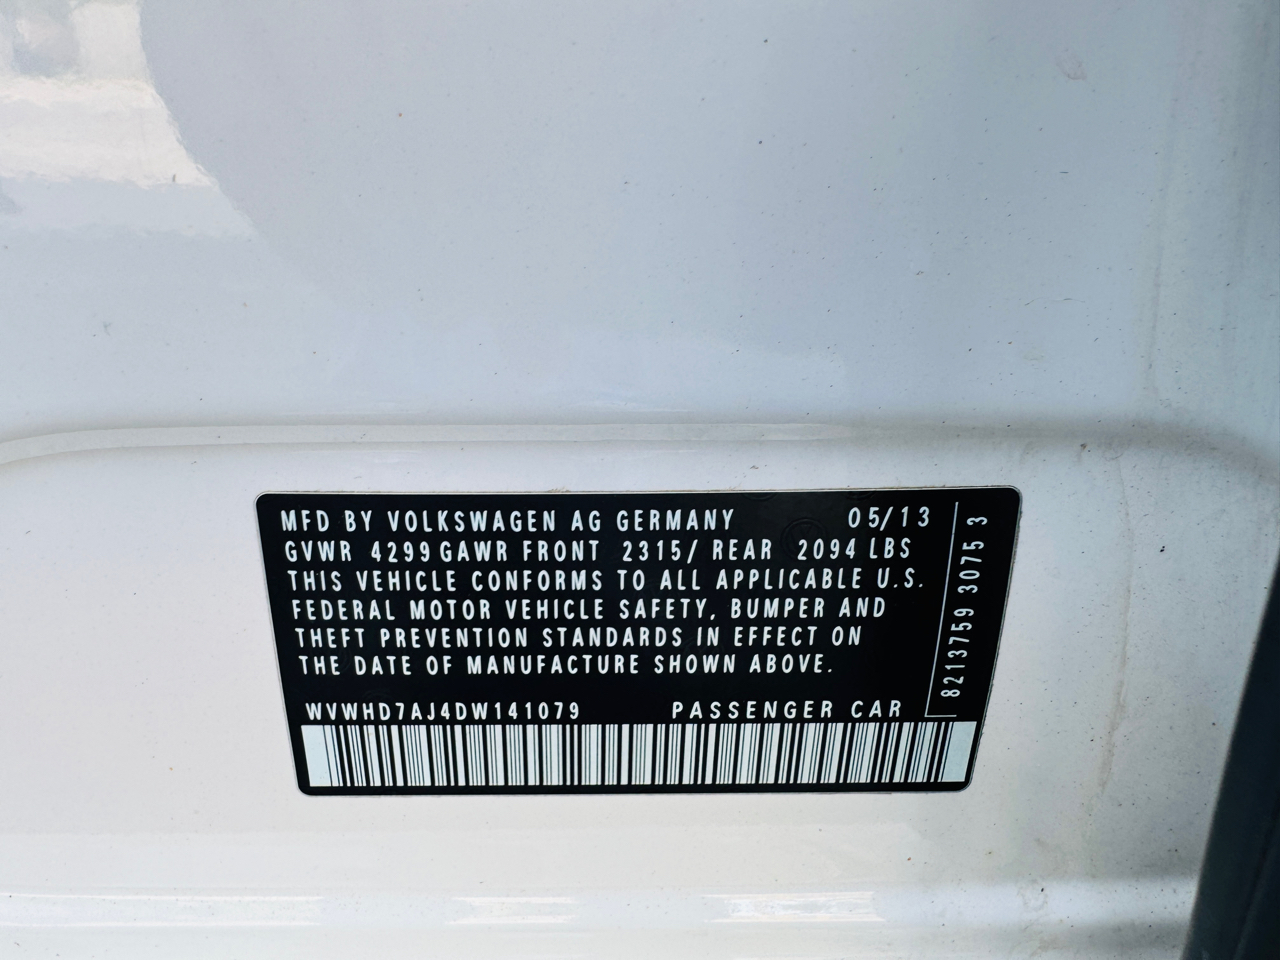 MFD BY VOLKSWAGEN AG GERMANY 05/13
GVWR 4299 GAWR FRONT 2315/ REAR 2094 LBS
THIS VEHICLE CONFORMS TO ALL APPLICABLE U.S.
FEDERAL MOTOR VEHICLE SAFETY, BUMPER AND
THEFT PREVENTION STANDARDS IN EFFECT ON
THE DATE OF MANUFACTURE SHOWN ABOVE.
WVWHD7AJ4DW141079 PASSENGER CAR
8213759 3075 3